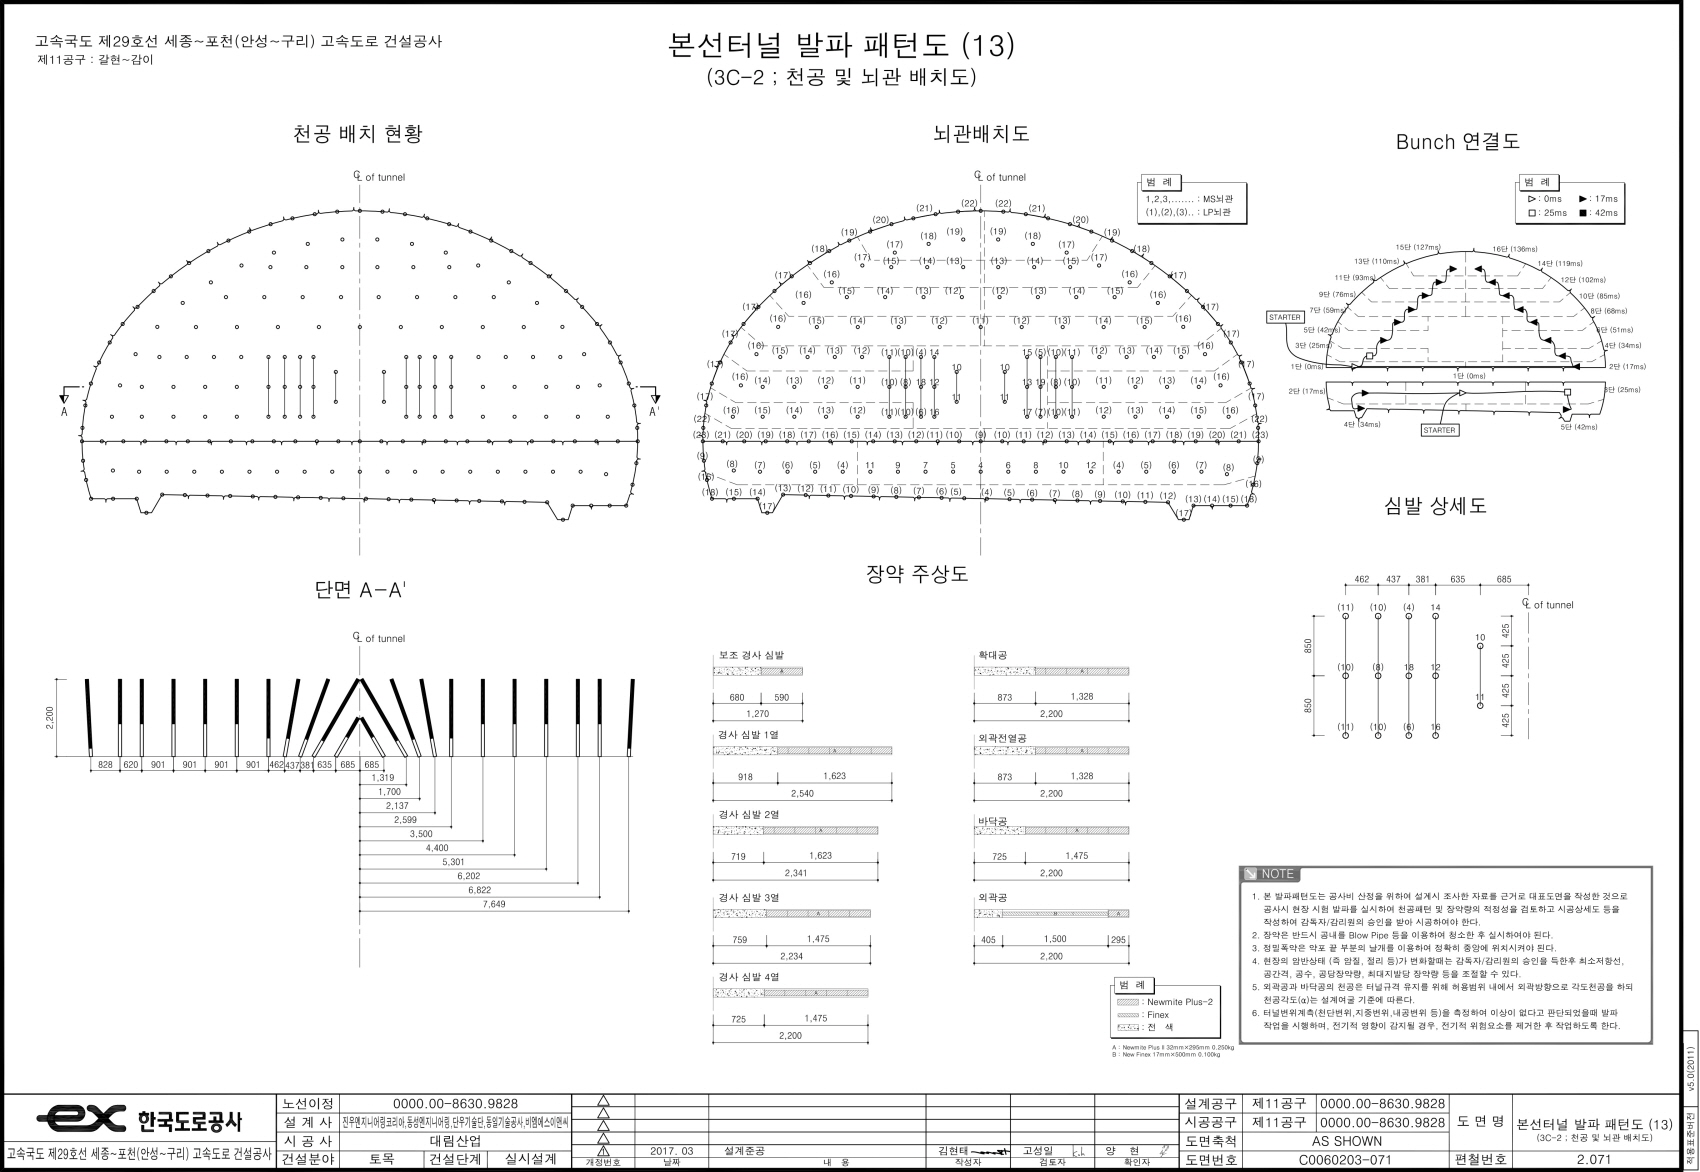 고속국도 제29호선 세종~포천(안성~구리) 고속도로 건설공사
제11공구 : 갈현~감이
본선터널 발파 패턴도 (13)
(3C-2 ; 천공 및 뇌관 배치도)
천공 배치 현황
℄ of tunnel
A A'
뇌관배치도
℄ of tunnel
범 례
1,2,3,....... : MS뇌관
(1),(2),(3).. : LP뇌관
(22) (22)
(21) (21)
(20) (20)
(19) (18) (19) (19) (18) (19)
(18) (17) (17) (18)
(17) (15) (14) (13) (13) (14) (15) (17)
(17) (16) (16) (17)
(16) (15) (14) (13) (12) (12) (13) (14) (15) (16)
(17) (17)
(16) (15) (14) (13) (12) (11) (12) (13) (14) (15) (16)
(17) (17)
(16) (15) (14) (13) (12) (11) (10) (4) 14 15 (5) (10) (11) (12) (13) (14) (15) (16)
(17) 10 10 (17)
(16) (14) (13) (12) (11) (10) (8) 18 12 13 19 (8) (10) (11) (12) (13) (14) (16)
(17) 11 11 (17)
(16) (15) (14) (13) (12) (11) (10) (6) 16 17 (7) (10) (11) (12) (13) (14) (15) (16)
(22) (22)
(23) (21) (20) (19) (18) (17) (16) (15) (14) (13) (12) (11) (10) (9) (10) (11) (12) (13) (14) (15) (16) (17) (18) (19) (20) (21) (23)
(9)
(8) (7) (6) (5) (4) 11 9 7 5 4 6 8 10 12 (4) (5) (6) (7) (8)
(16) (16)
(18) (15) (14) (13) (12) (11) (10) (9) (8) (7) (6) (5) (4) (5) (6) (7) (8) (9) (10) (11) (12) (13) (14) (15) (18)
(17) (17)
Bunch 연결도
범 례
▷ : 0ms ▶ : 17ms
□ : 25ms ■ : 42ms
15단 (127ms) 16단 (136ms)
13단 (110ms) 14단 (119ms)
11단 (93ms) 12단 (102ms)
9단 (76ms) 10단 (85ms)
7단 (59ms) 8단 (68ms)
STARTER
5단 (42ms) 6단 (51ms)
3단 (25ms) 4단 (34ms)
1단 (0ms) 2단 (17ms)
1단 (0ms)
2단 (17ms) 3단 (25ms)
4단 (34ms) STARTER 5단 (42ms)
심발 상세도
462 437 381 635 685
℄ of tunnel
(11) (10) (4) 14
10
(10) (8) 18 12
11
(11) (10) (6) 16
850
850
425
425
425
425
단면 A-A'
℄ of tunnel
2,200
828 620 901 901 901 901 462 437 381 635 685 685
1,319
1,700
2,137
2,599
3,500
4,400
5,301
6,202
6,822
7,649
장약 주상도
보조 경사 심발
A
680 590
1,270
경사 심발 1열
A
918 1,623
2,540
경사 심발 2열
A
719 1,623
2,341
경사 심발 3열
A
759 1,475
2,234
경사 심발 4열
A
725 1,475
2,200
확대공
A
873 1,328
2,200
외곽전열공
A
873 1,328
2,200
바닥공
A
725 1,475
2,200
외곽공
B A
405 1,500 295
2,200
범 례
: Newmite Plus-2
: Finex
: 전 색
A : Newmite Plus II 32mm×295mm 0.250kg
B : New Finex 17mm×500mm 0.100kg
NOTE
1. 본 발파패턴도는 공사비 산정을 위하여 설계시 조사한 자료를 근거로 대표도면을 작성한 것으로
공사시 현장 시험 발파를 실시하여 천공패턴 및 장약량의 적정성을 검토하고 시공상세도 등을
작성하여 감독자/감리원의 승인을 받아 시공하여야 한다.
2. 장약은 반드시 공내를 Blow Pipe 등을 이용하여 청소한 후 실시하여야 된다.
3. 정밀폭약은 약포 끝 부분의 날개를 이용하여 정확히 중앙에 위치시켜야 된다.
4. 현장의 암반상태 (즉 암질, 절리 등)가 변화할때는 감독자/감리원의 승인을 득한후 최소저항선,
공간격, 공수, 공당장약량, 최대지발당 장약량 등을 조절할 수 있다.
5. 외곽공과 바닥공의 천공은 터널규격 유지를 위해 허용범위 내에서 외곽방향으로 각도천공을 하되
천공각도(α)는 설계여굴 기준에 따른다.
6. 터널변위계측(천단변위,지중변위,내공변위 등)을 측정하여 이상이 없다고 판단되었을때 발파
작업을 시행하며, 전기적 영향이 감지될 경우, 전기적 위험요소를 제거한 후 작업하도록 한다.
적용표준버전 v5.0(2011)
ex 한국도로공사
고속국도 제29호선 세종~포천(안성~구리) 고속도로 건설공사
노선이정 0000.00-8630.9828
설 계 사 진우엔지니어링코리아,동성엔지니어링,단우기술단,동일기술공사,비엠에스이앤씨
시 공 사 대림산업
건설분야 토목 건설단계 실시설계
1 2017. 03 설계준공 김현태 고성일 양 현
개정번호 날짜 내 용 작성자 검토자 확인자
설계공구 제11공구 0000.00-8630.9828
시공공구 제11공구 0000.00-8630.9828
도면축척 AS SHOWN
도면번호 C0060203-071
도 면 명 본선터널 발파 패턴도 (13)
(3C-2 ; 천공 및 뇌관 배치도)
편철번호 2.071